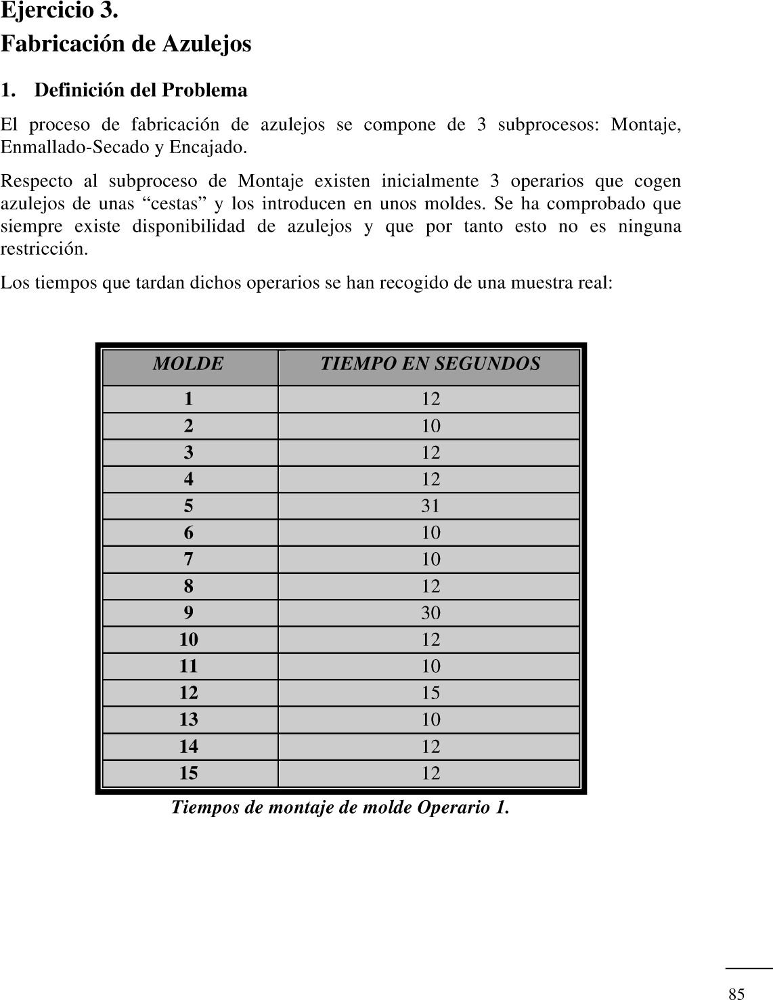 Ejercicio 3.
Fabricación de Azulejos
1. Definición del Problema
El proceso de fabricación de azulejos se compone de 3 subprocesos: Montaje,
Enmallado-Secado y Encajado.
Respecto al subproceso de Montaje existen inicialmente 3 operarios que cogen
azulejos de unas “cestas” y los introducen en unos moldes. Se ha comprobado que
siempre existe disponibilidad de azulejos y que por tanto esto no es ninguna
restricción.
Los tiempos que tardan dichos operarios se han recogido de una muestra real:
MOLDE TIEMPO EN SEGUNDOS
1 12
2 10
3 12
4 12
5 31
6 10
7 10
8 12
9 30
10 12
11 10
12 15
13 10
14 12
15 12
Tiempos de montaje de molde Operario 1.
85